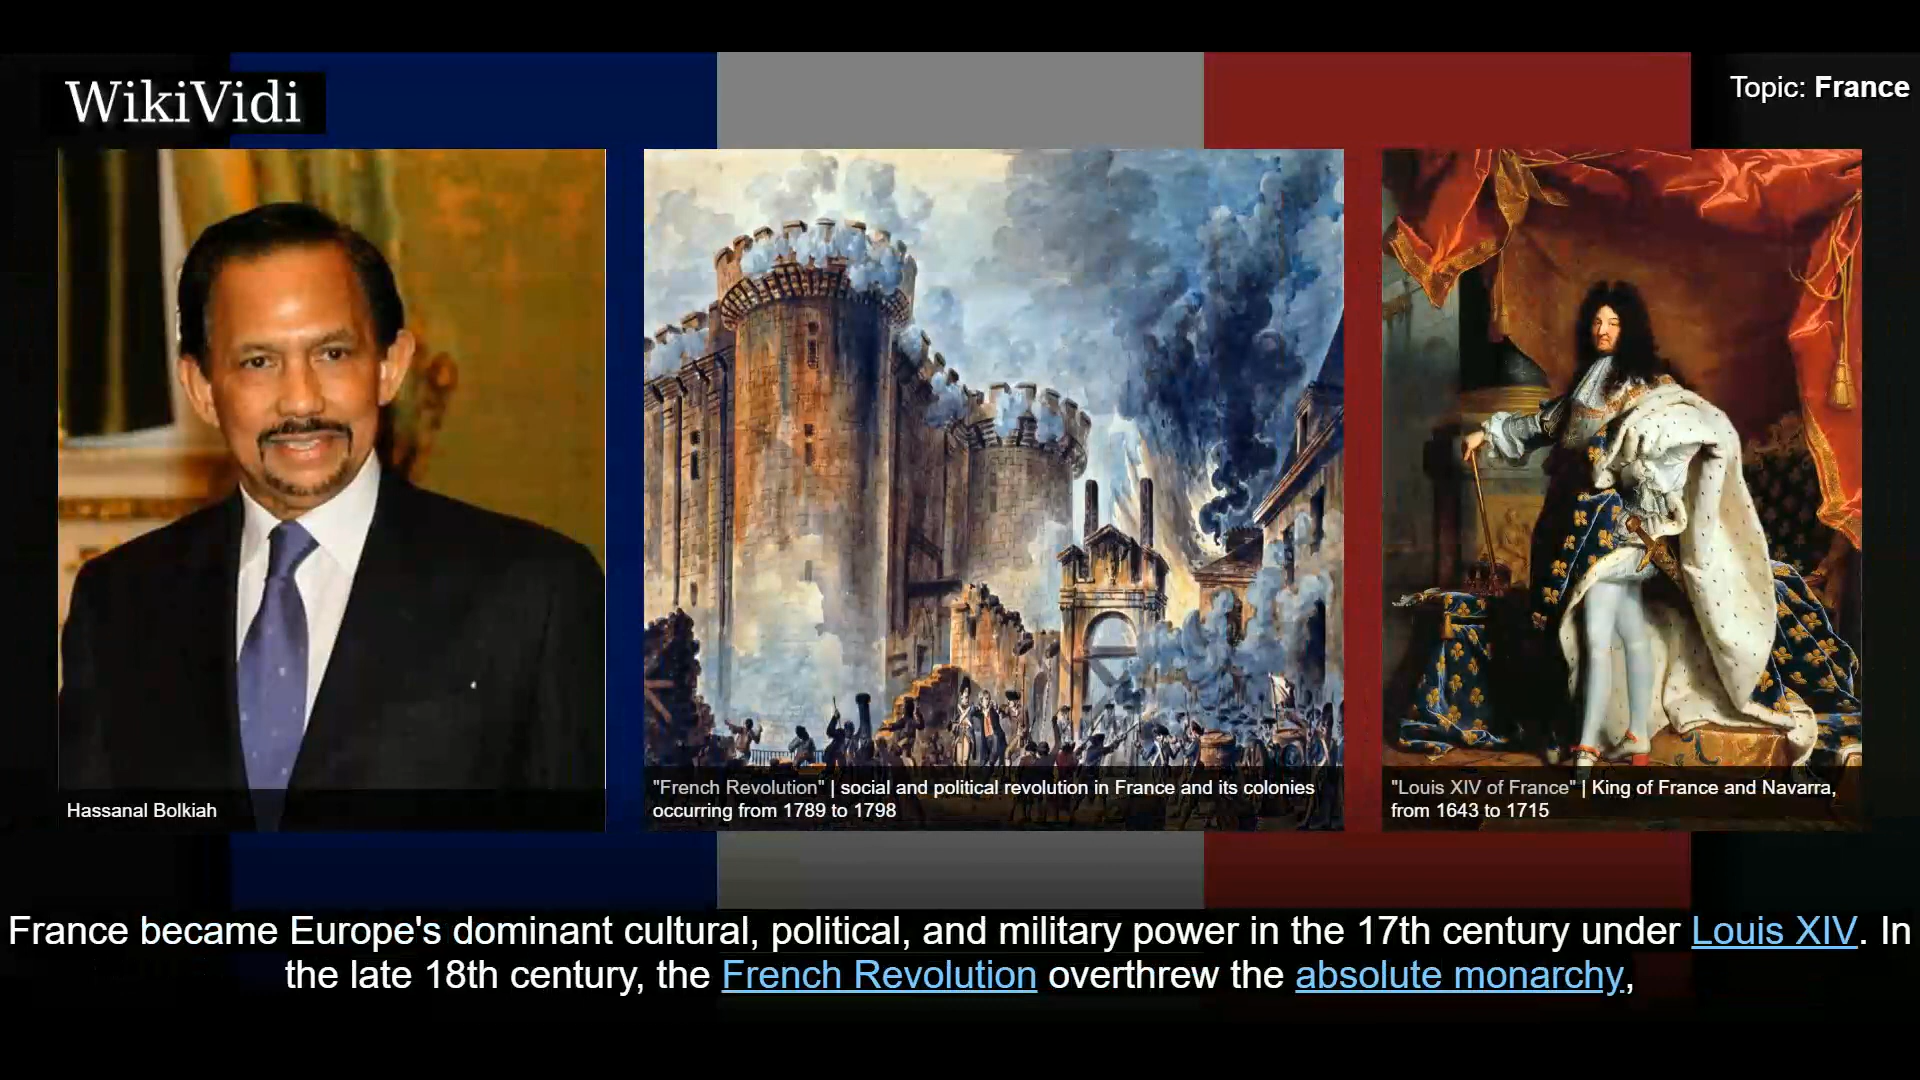 WikiVidi
Topic: France
Hassanal Bolkiah
"French Revolution" | social and political revolution in France and its colonies
occurring from 1789 to 1798
"Louis XIV of France" | King of France and Navarra,
from 1643 to 1715
France became Europe's dominant cultural, political, and military power in the 17th century under Louis XIV. In
the late 18th century, the French Revolution overthrew the absolute monarchy,